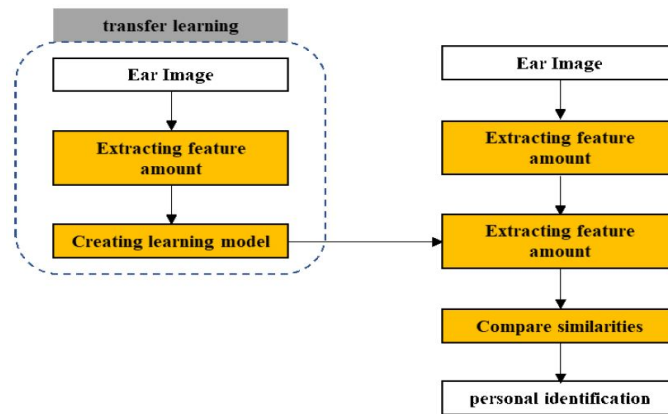 transfer learning
Ear Image
Extracting feature
amount
Creating learning model
Ear Image
Extracting feature
amount
Extracting feature
amount
Compare similarities
personal identification